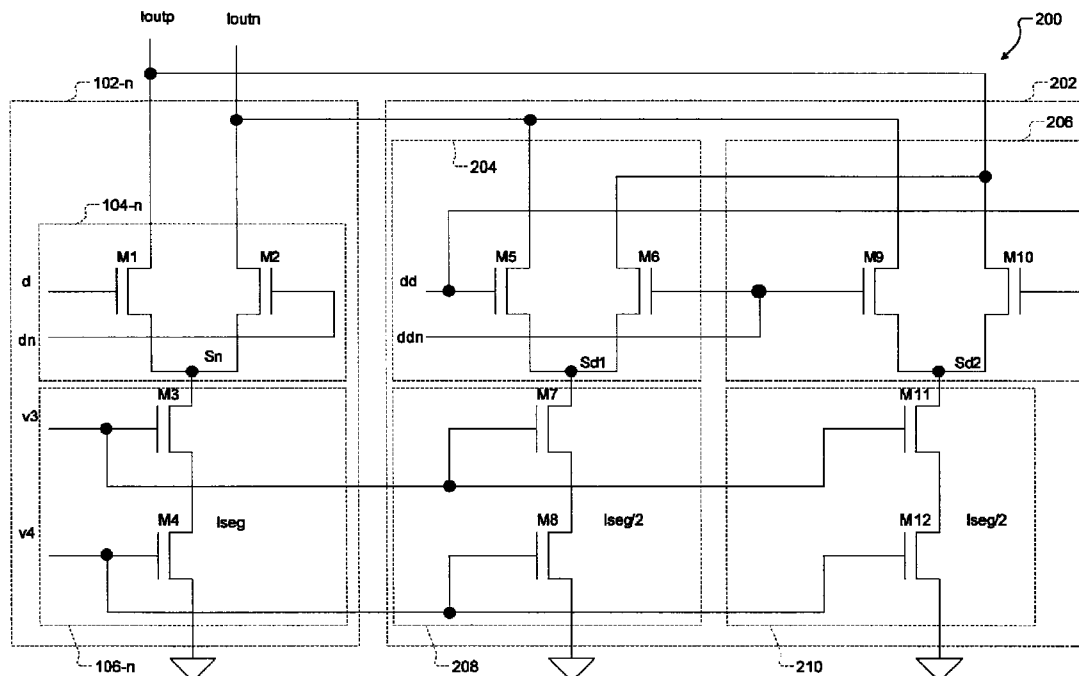 Ioutp
Ioutn
200
102-n
202
206
204
104-n
M1
M2
M5
M6
M9
M10
d
dd
dn
ddn
Sn
Sd1
Sd2
M3
M7
M11
v3
M4
Iseg
M8
Iseg/2
M12
Iseg/2
v4
106-n
208
210